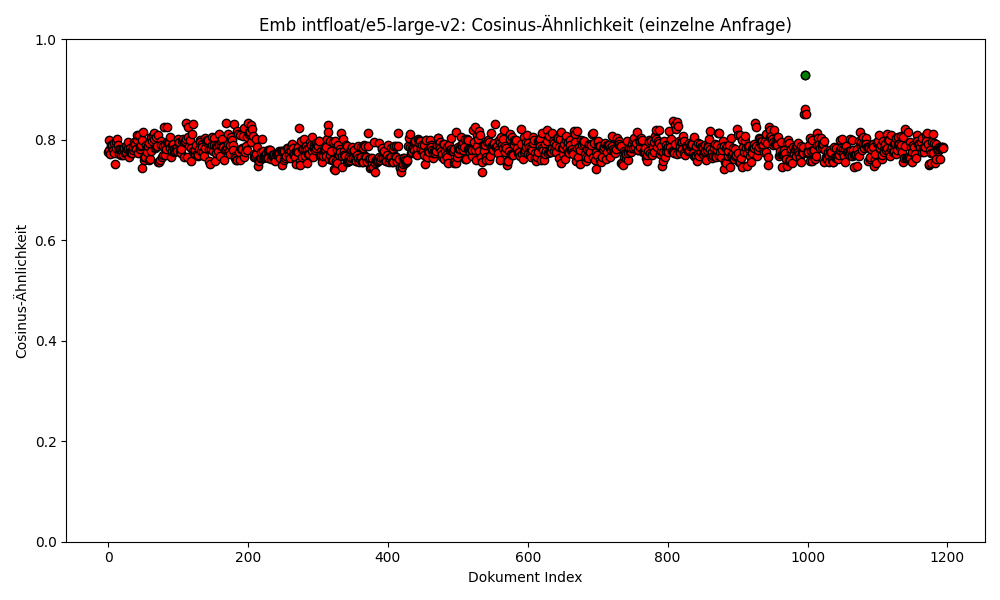 Emb intfloat/e5-large-v2: Cosinus-Ähnlichkeit (einzelne Anfrage)
1.0
0.8
0.6
0.4
0.2
0.0
Cosinus-Ähnlichkeit
0 200 400 600 800 1000 1200
Dokument Index